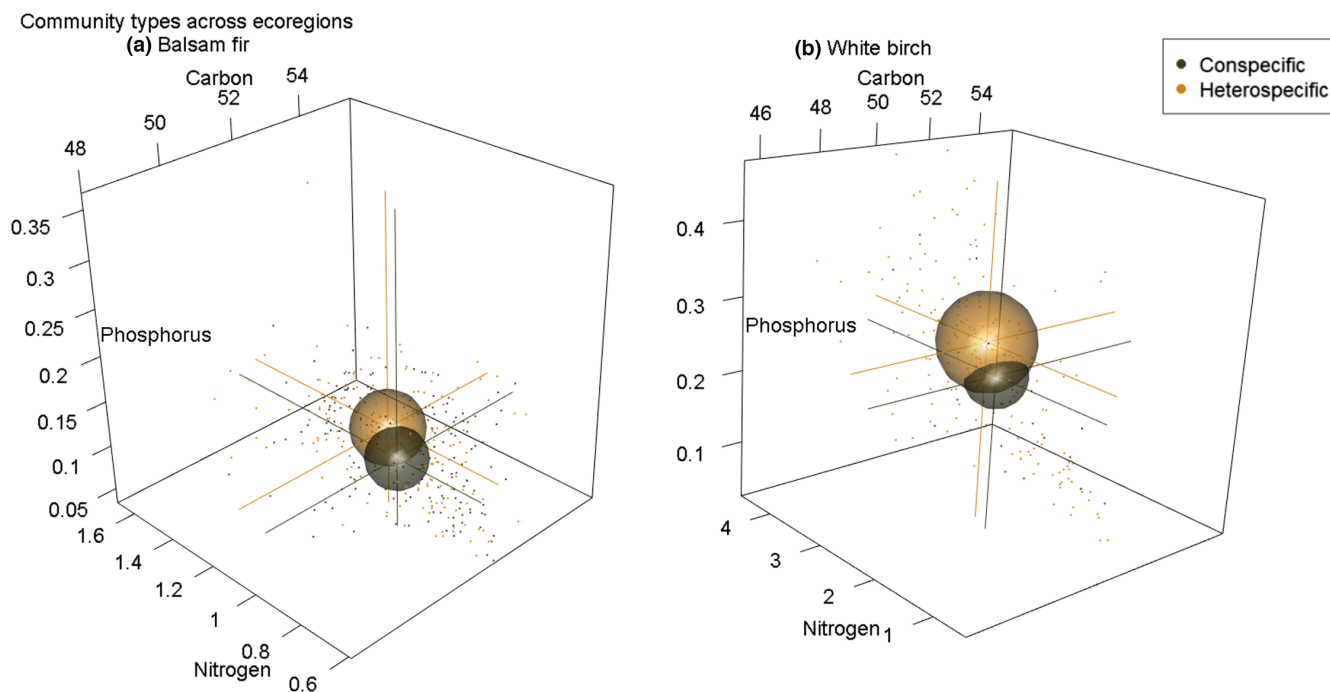 Community types across ecoregions
(a) Balsam fir
Carbon
48
50
52
54
0.35
0.3
0.25
0.2
0.15
0.1
0.05
Phosphorus
1.6
1.4
1.2
1
0.8
0.6
Nitrogen
(b) White birch
Carbon
46
48
50
52
54
0.4
0.3
0.2
0.1
Phosphorus
4
3
2
1
Nitrogen
Conspecific
Heterospecific